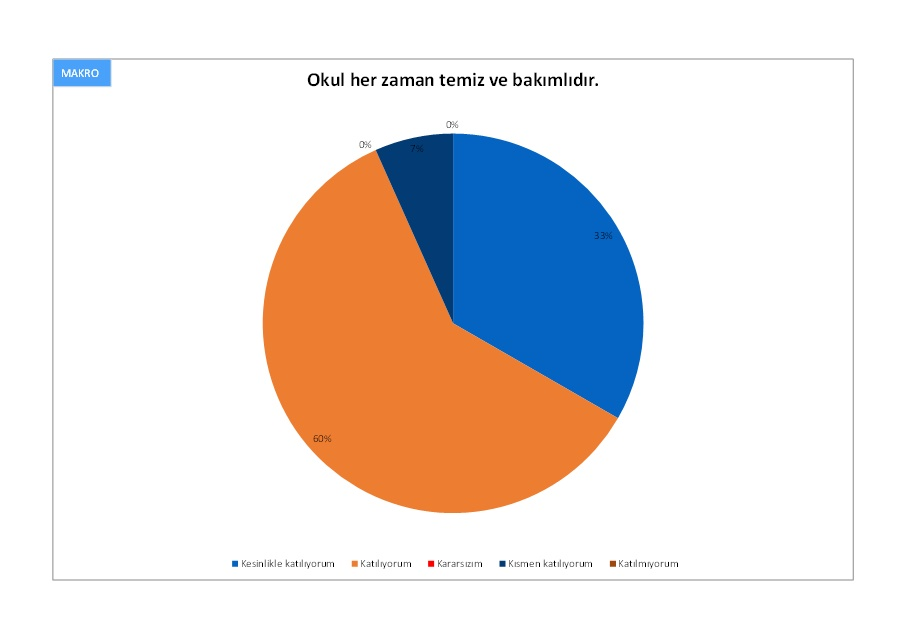 MAKRO
Okul her zaman temiz ve bakımlıdır.
0%
0%
7%
33%
60%
Kesinlikle katılıyorum Katılıyorum Kararsızım Kısmen katılıyorum Katılmıyorum